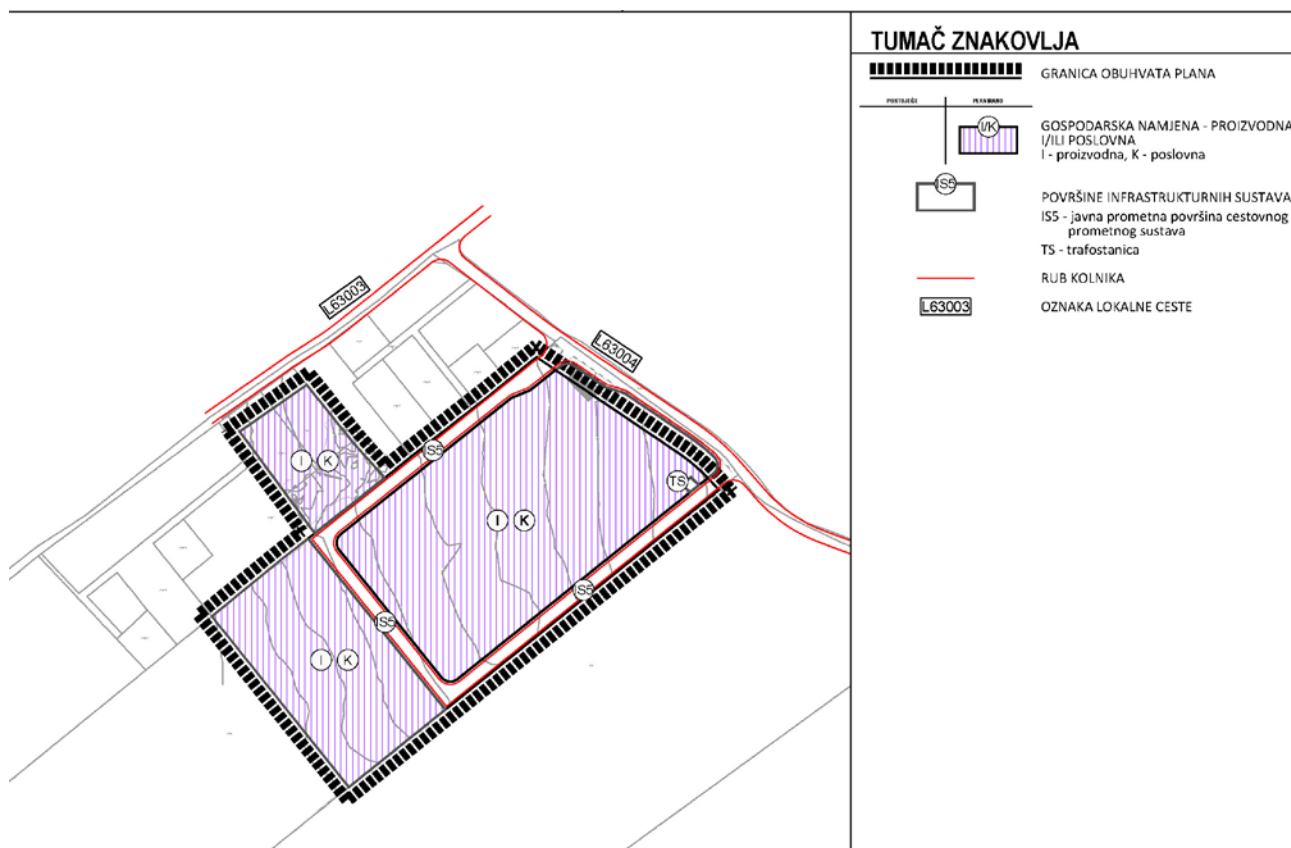 TUMAČ ZNAKOVLJA
GRANICA OBUHVATA PLANA
POSTOJEĆE PLANIRANO
I/K
GOSPODARSKA NAMJENA - PROIZVODNA
I/ILI POSLOVNA
I - proizvodna, K - poslovna
IS5
POVRŠINE INFRASTRUKTURNIH SUSTAVA
IS5 - javna prometna površina cestovnog
prometnog sustava
TS - trafostanica
RUB KOLNIKA
L63003
OZNAKA LOKALNE CESTE
L63003
L63004
IS5
I K
TS
I K
IS5
IS5
I K